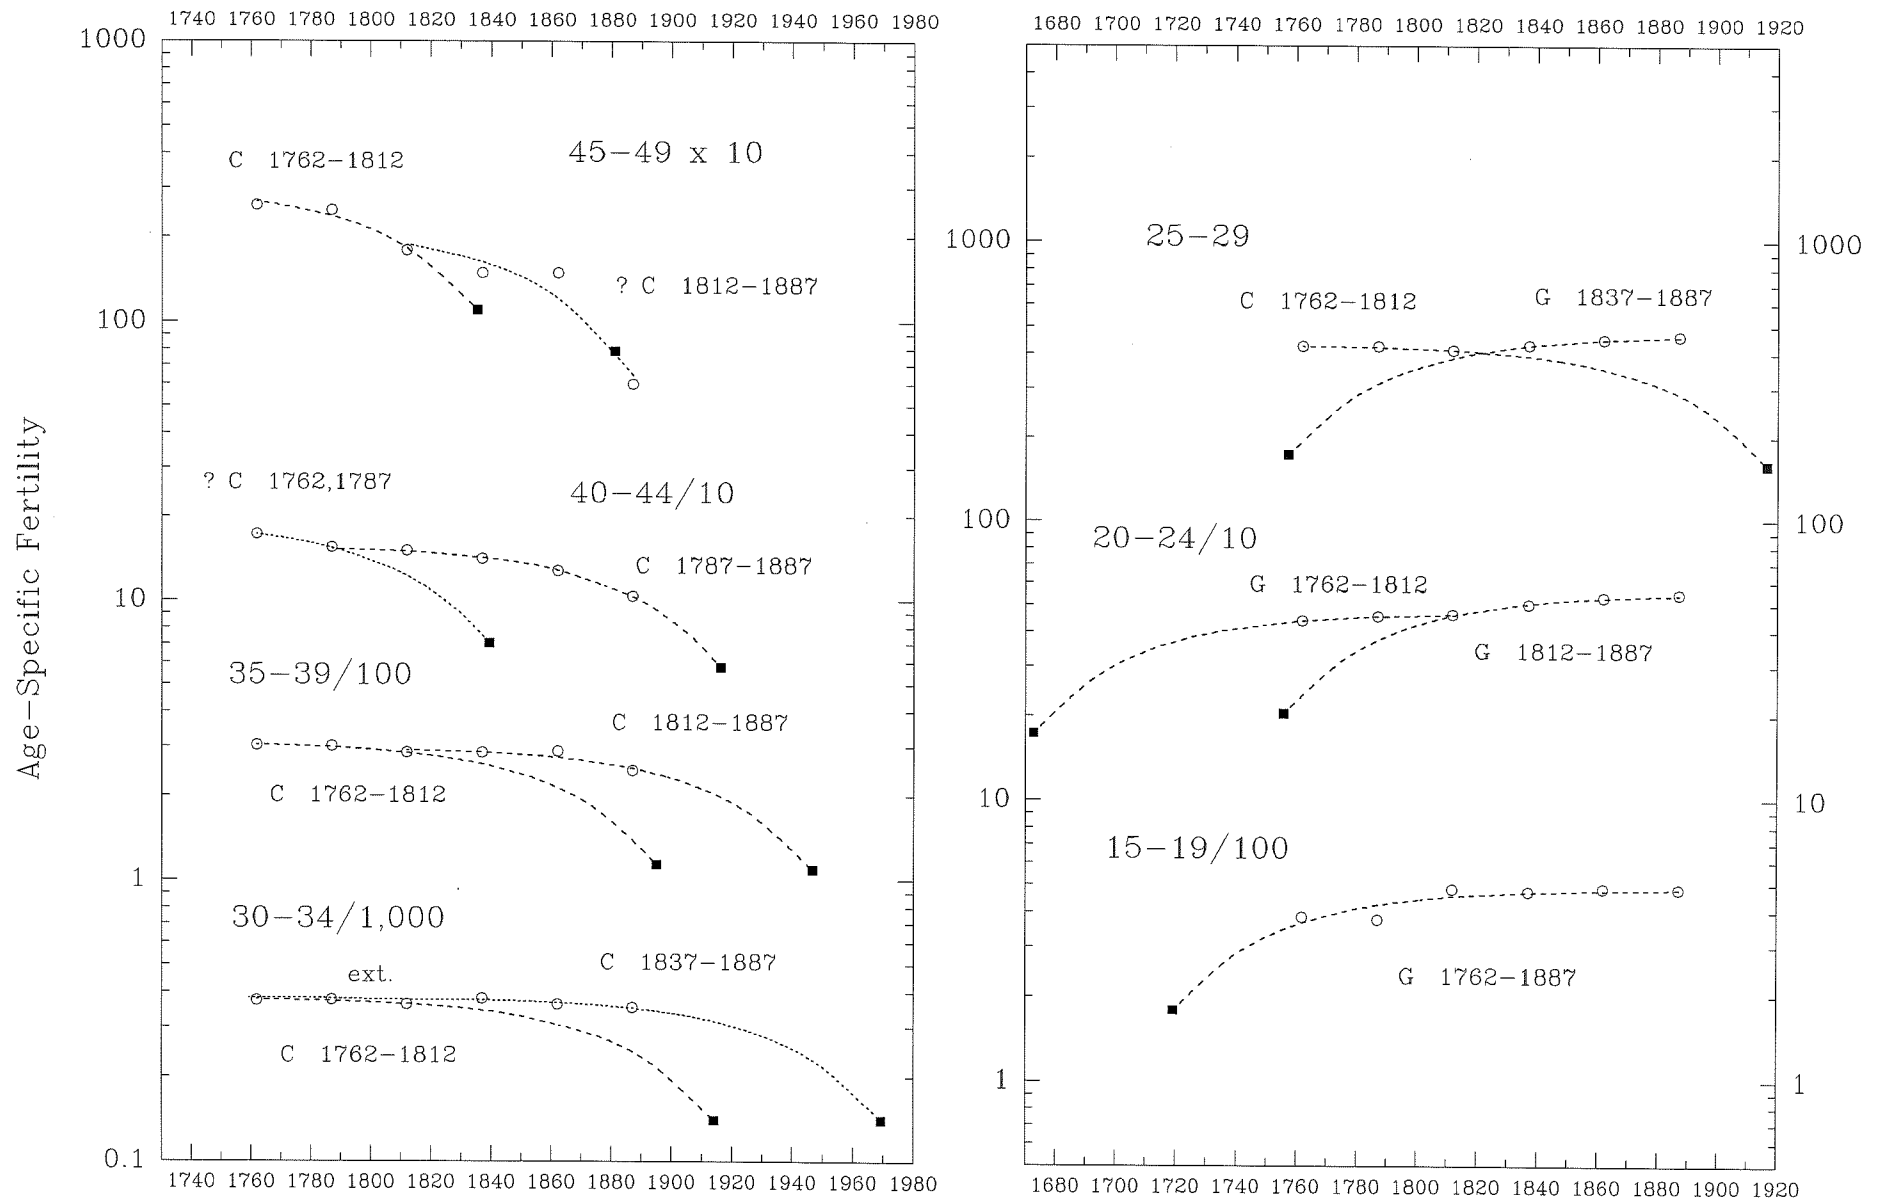 1740 1760 1780 1800 1820 1840 1860 1880 1900 1920 1940 1960 1980
1000
100
10
1
0.1
Age-Specific Fertility
C 1762-1812
45-49 x 10
? C 1812-1887
? C 1762,1787
40-44/10
C 1787-1887
35-39/100
C 1812-1887
C 1762-1812
30-34/1,000
C 1837-1887
ext.
C 1762-1812
1740 1760 1780 1800 1820 1840 1860 1880 1900 1920 1940 1960 1980
1680 1700 1720 1740 1760 1780 1800 1820 1840 1860 1880 1900 1920
1000
100
10
1
25-29
C 1762-1812
G 1837-1887
20-24/10
G 1762-1812
G 1812-1887
15-19/100
G 1762-1887
1000
100
10
1
1680 1700 1720 1740 1760 1780 1800 1820 1840 1860 1880 1900 1920